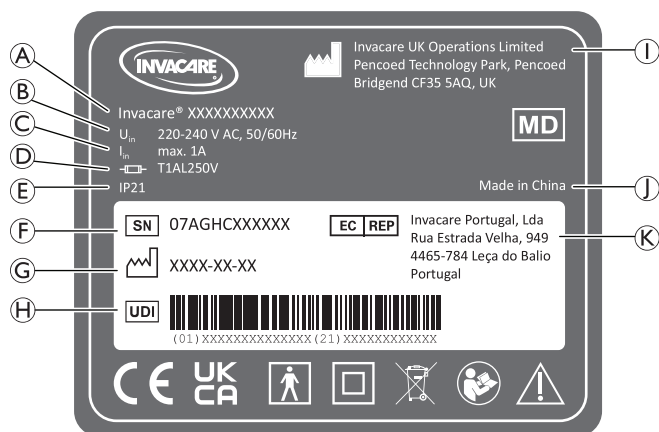 INVACARE
Invacare UK Operations Limited
Pencoed Technology Park, Pencoed
Bridgend CF35 5AQ, UK
A
Invacare® XXXXXXXXXX
B
Uin 220-240 V AC, 50/60Hz
C
Iin max. 1A
D
T1AL250V
E
IP21
MD
I
Made in China
J
F
SN 07AGHCXXXXXX
G
XXXX-XX-XX
H
UDI
(01)XXXXXXXXXXXXXX(21)XXXXXXXXXXXX
EC REP
Invacare Portugal, Lda
Rua Estrada Velha, 949
4465-784 Leça do Balio
Portugal
K
CE
UK
CA